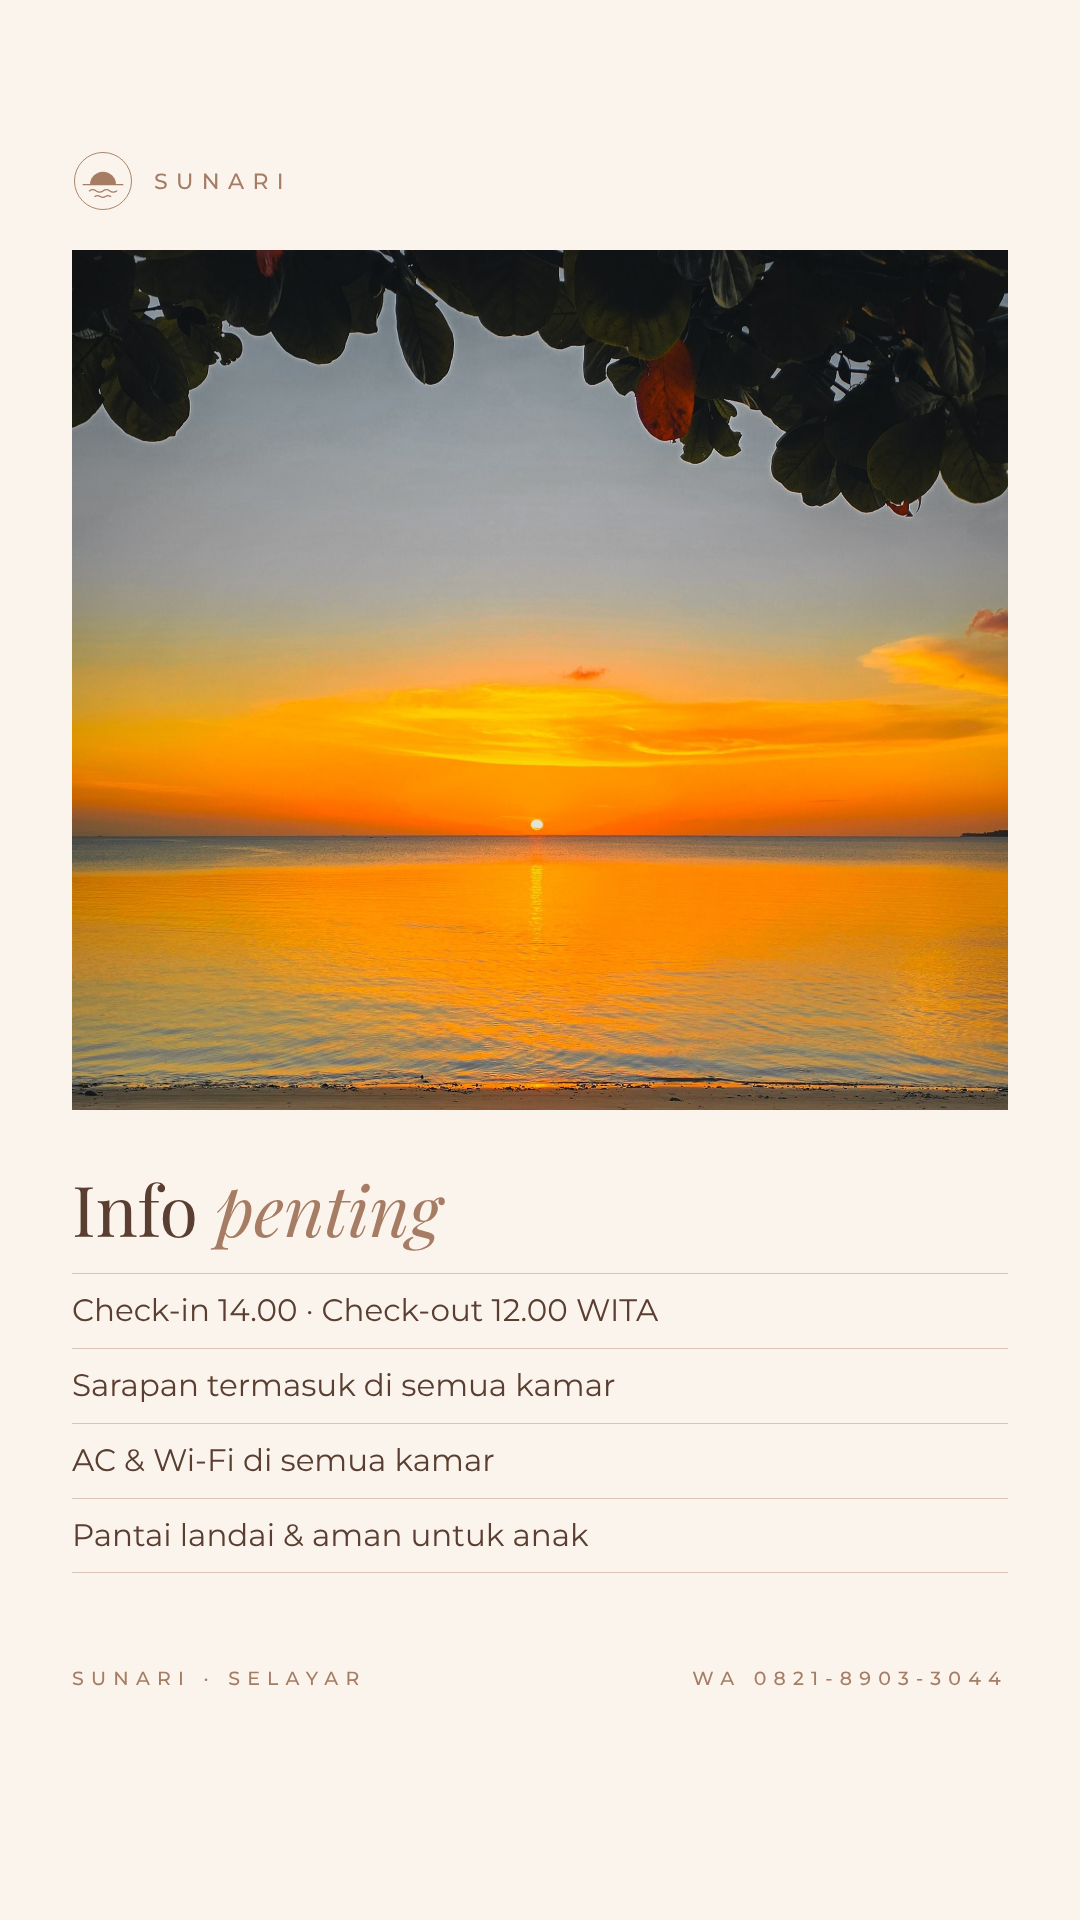 SUNARI
Info penting
Check-in 14.00 · Check-out 12.00 WITA
Sarapan termasuk di semua kamar
AC & Wi-Fi di semua kamar
Pantai landai & aman untuk anak
SUNARI · SELAYAR
WA 0821-8903-3044